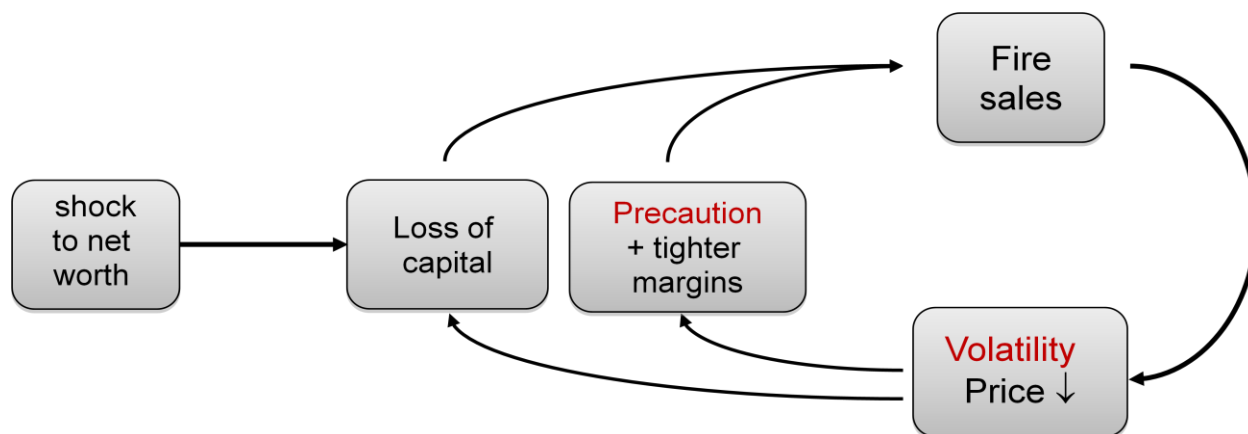 shock
to net
worth
Loss of
capital
Precaution
+ tighter
margins
Fire
sales
Volatility
Price ↓